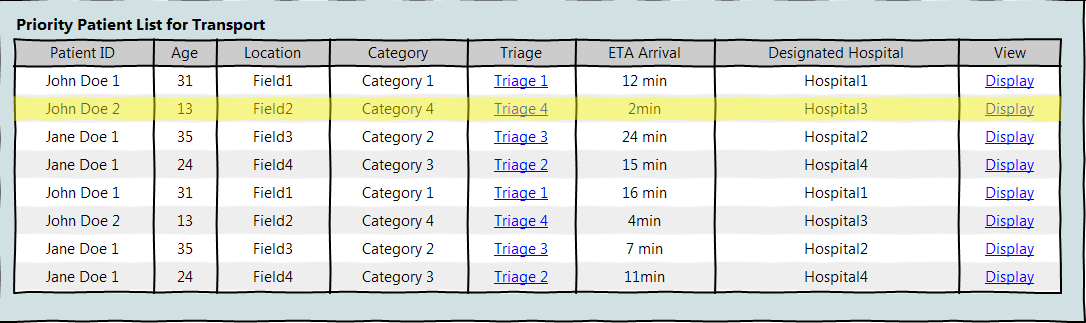 Priority Patient List for Transport
Patient ID Age Location Category Triage ETA Arrival Designated Hospital View
John Doe 1 31 Field1 Category 1 Triage 1 12 min Hospital1 Display
John Doe 2 13 Field2 Category 4 Triage 4 2min Hospital3 Display
Jane Doe 1 35 Field3 Category 2 Triage 3 24 min Hospital2 Display
Jane Doe 1 24 Field4 Category 3 Triage 2 15 min Hospital4 Display
John Doe 1 31 Field1 Category 1 Triage 1 16 min Hospital1 Display
John Doe 2 13 Field2 Category 4 Triage 4 4min Hospital3 Display
Jane Doe 1 35 Field3 Category 2 Triage 3 7 min Hospital2 Display
Jane Doe 1 24 Field4 Category 3 Triage 2 11min Hospital4 Display